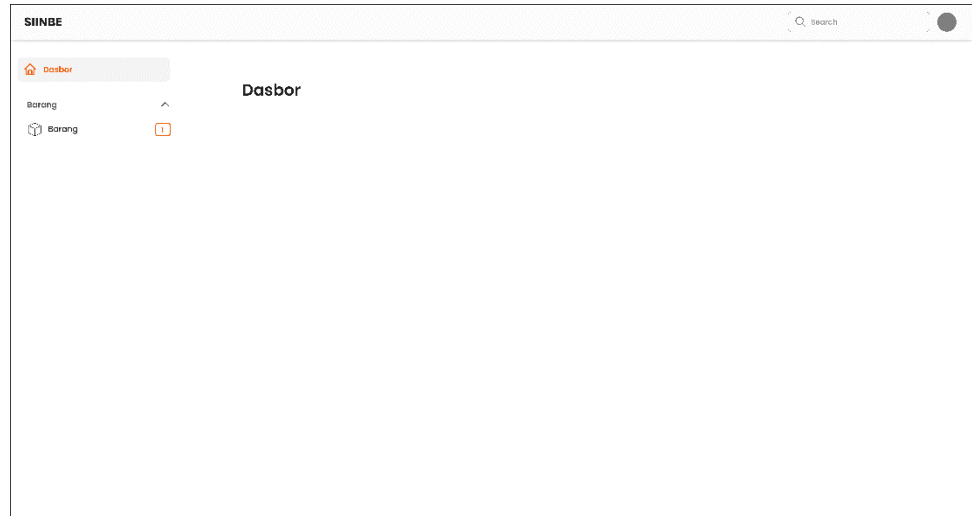 SIINBE
Search
Dasbor
Dasbor
Barang
Barang
1